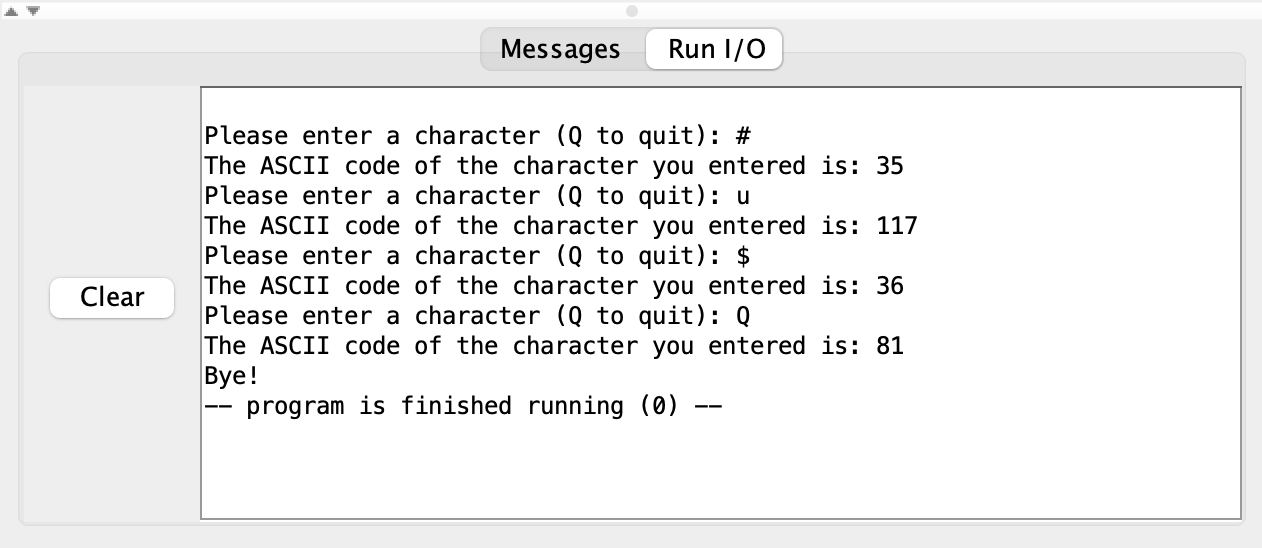 Messages Run I/O
Please enter a character (Q to quit): #
The ASCII code of the character you entered is: 35
Please enter a character (Q to quit): u
The ASCII code of the character you entered is: 117
Please enter a character (Q to quit): $
The ASCII code of the character you entered is: 36
Clear
Please enter a character (Q to quit): Q
The ASCII code of the character you entered is: 81
Bye!
-- program is finished running (0) --